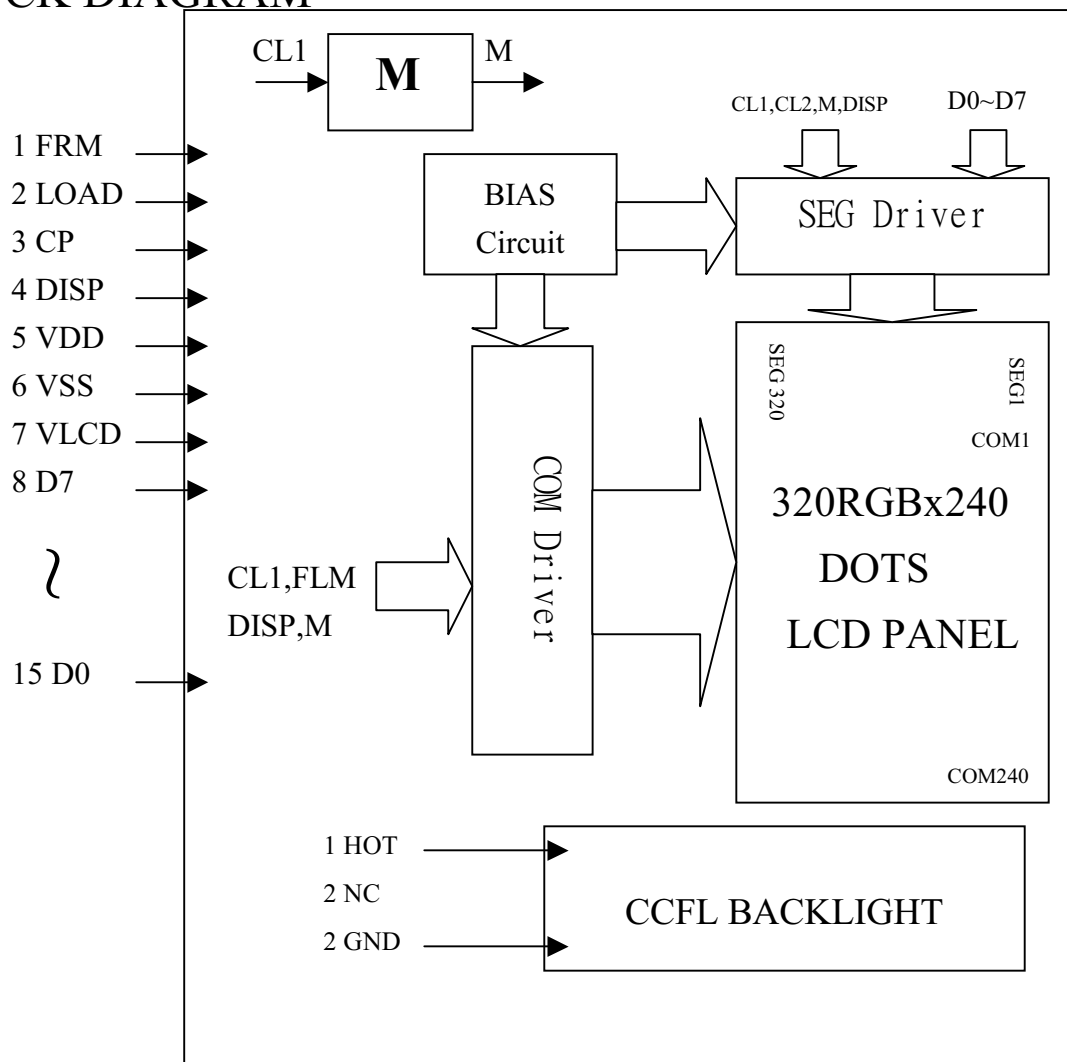 CK DIAGRAM
CL1
M
M
CL1,CL2,M,DISP
D0~D7
1 FRM
2 LOAD
3 CP
4 DISP
5 VDD
6 VSS
7 VLCD
8 D7
~
15 D0
BIAS
Circuit
SEG Driver
SEG 320
SEG1
COM1
COM Driver
CL1,FLM
DISP,M
320RGBx240
DOTS
LCD PANEL
COM240
1 HOT
2 NC
2 GND
CCFL BACKLIGHT